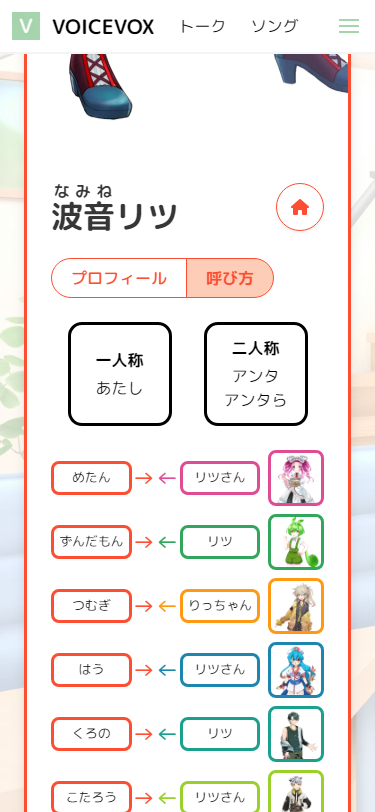 V VOICEVOX トーク ソング
なみね
波音リツ
プロフィール 呼び方
一人称
あたし
二人称
アンタ
アンタら
めたん → ← リツさん
ずんだもん → ← リツ
つむぎ → ← りっちゃん
はう → ← リツさん
くろの → ← リツ
こたろう → ← リツさん